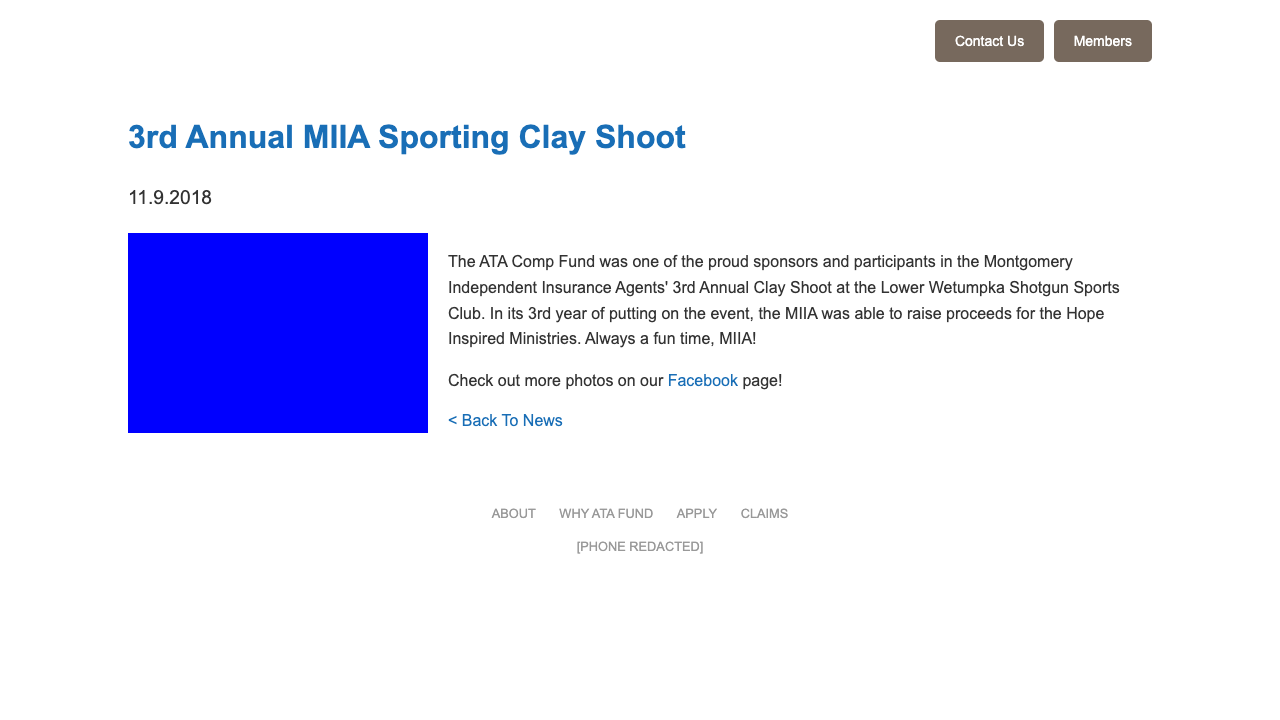 Contact Us Members
3rd Annual MIIA Sporting Clay Shoot
11.9.2018
The ATA Comp Fund was one of the proud sponsors and participants in the Montgomery
Independent Insurance Agents' 3rd Annual Clay Shoot at the Lower Wetumpka Shotgun Sports
Club. In its 3rd year of putting on the event, the MIIA was able to raise proceeds for the Hope
Inspired Ministries. Always a fun time, MIIA!
Check out more photos on our Facebook page!
< Back To News
ABOUT WHY ATA FUND APPLY CLAIMS
[PHONE REDACTED]